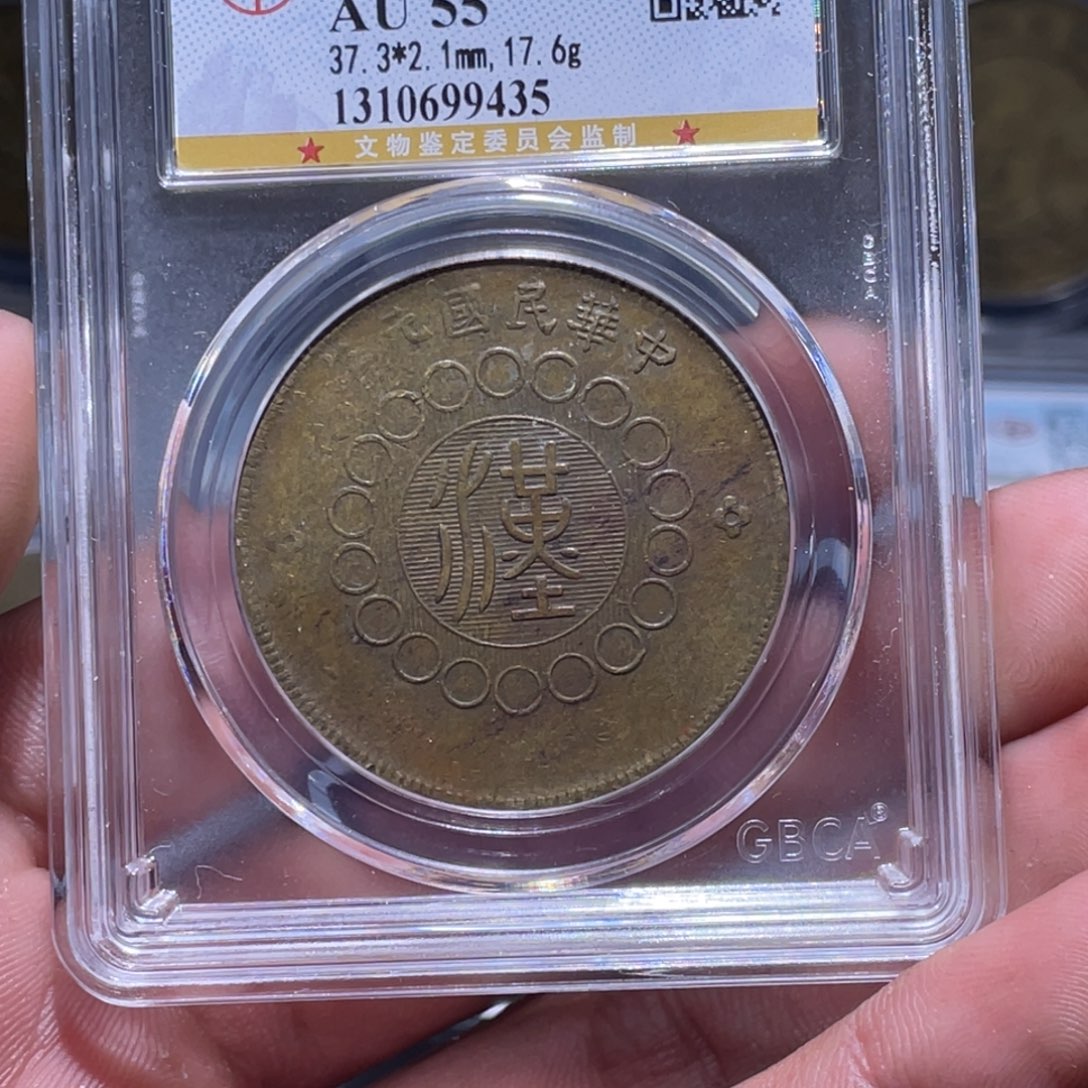 AU 55
37.3*2.1mm, 17.6g
1310699435
文物鉴定委员会监制
中華民國元
漢
GBCA®